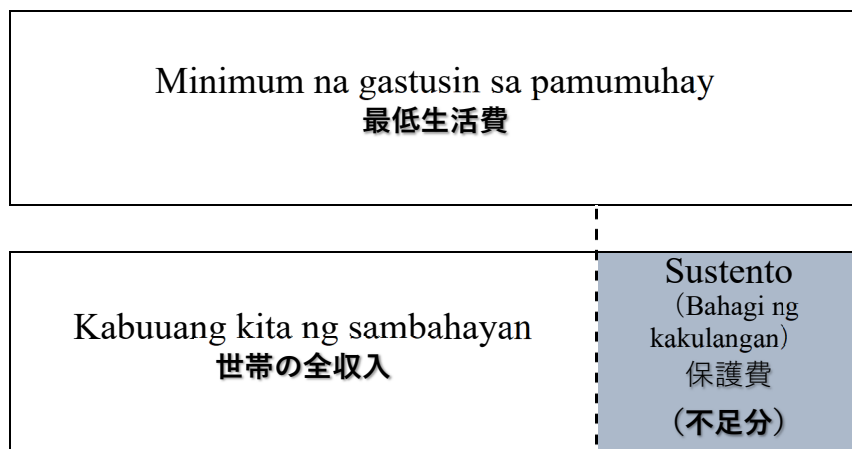 Minimum na gastusin sa pamumuhay
最低生活費
Kabuuang kita ng sambahayan
世帯の全収入
Sustento
（Bahagi ng
kakulangan）
保護費
（不足分）